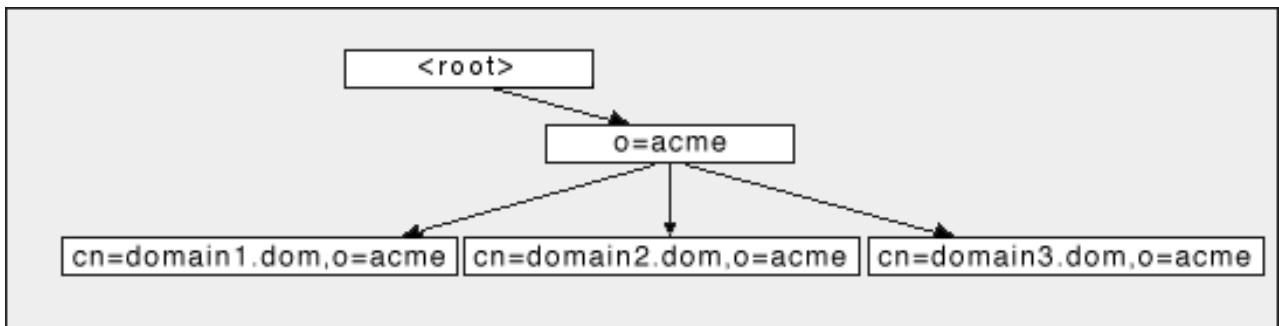 <root>
o=acme
cn=domain1.dom,o=acme
cn=domain2.dom,o=acme
cn=domain3.dom,o=acme